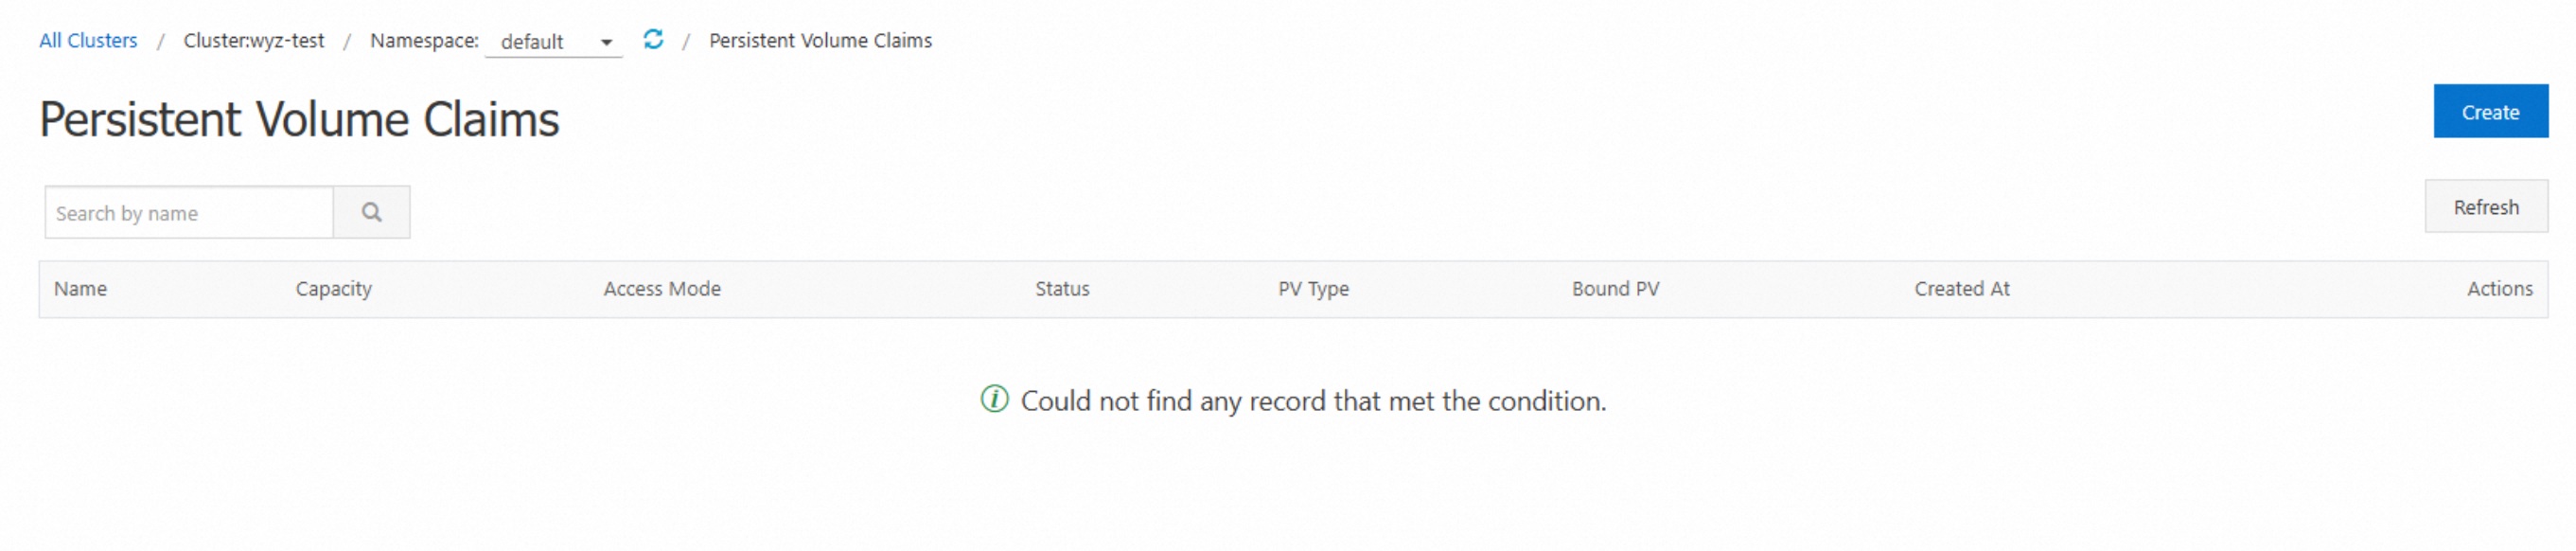 All Clusters / Cluster:wyz-test / Namespace: default / Persistent Volume Claims
Persistent Volume Claims
Create
Search by name
Refresh
Name Capacity Access Mode Status PV Type Bound PV Created At Actions
Could not find any record that met the condition.